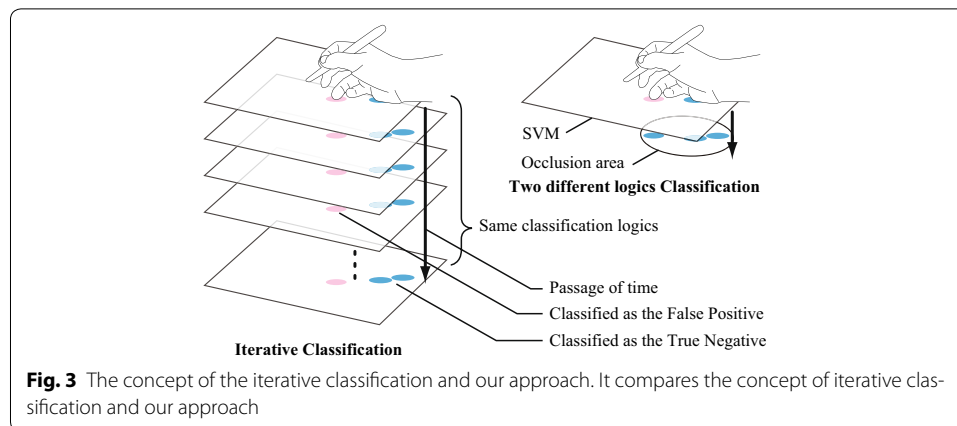 SVM
Occlusion area
Two different logics Classification
Same classification logics
Passage of time
Classified as the False Positive
Classified as the True Negative
Iterative Classification
Fig. 3 The concept of the iterative classification and our approach. It compares the concept of iterative clas-
sification and our approach